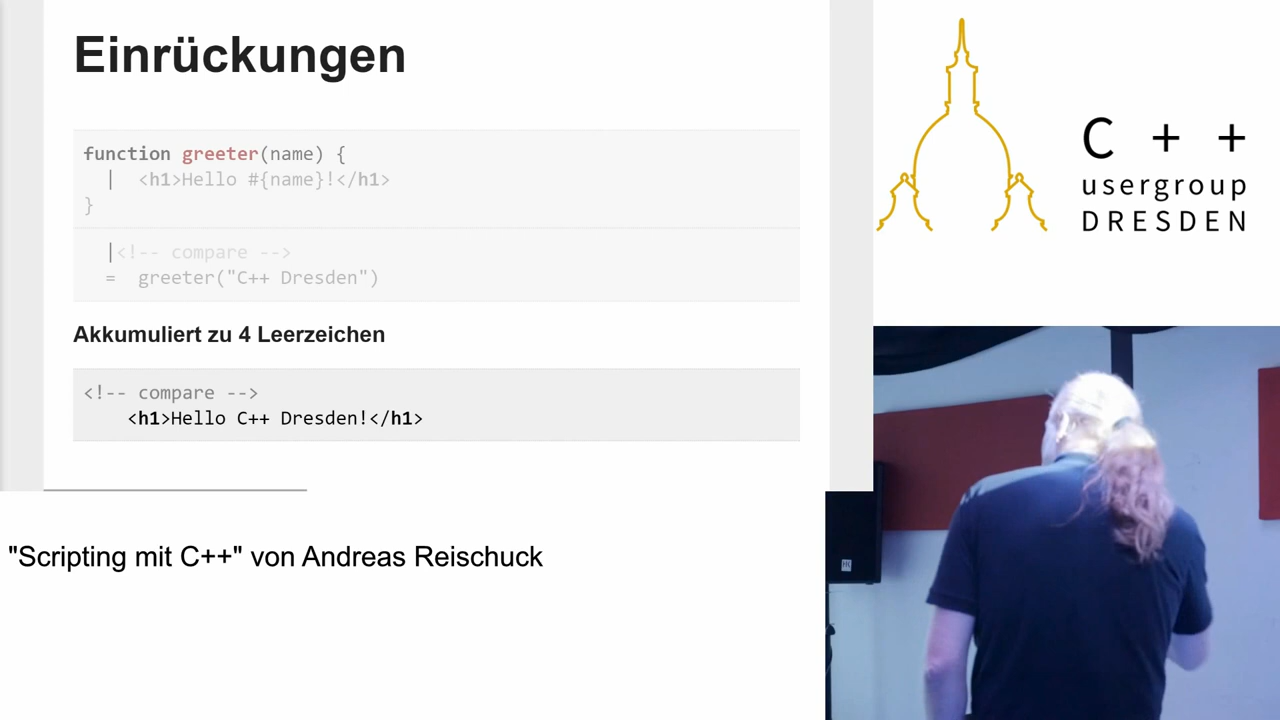 Einrückungen
function greeter(name) {
| <h1>Hello #{name}!</h1>
}
|<!-- compare -->
= greeter("C++ Dresden")
Akkumuliert zu 4 Leerzeichen
<!-- compare -->
<h1>Hello C++ Dresden!</h1>
C++
usergroup
DRESDEN
"Scripting mit C++" von Andreas Reischuck